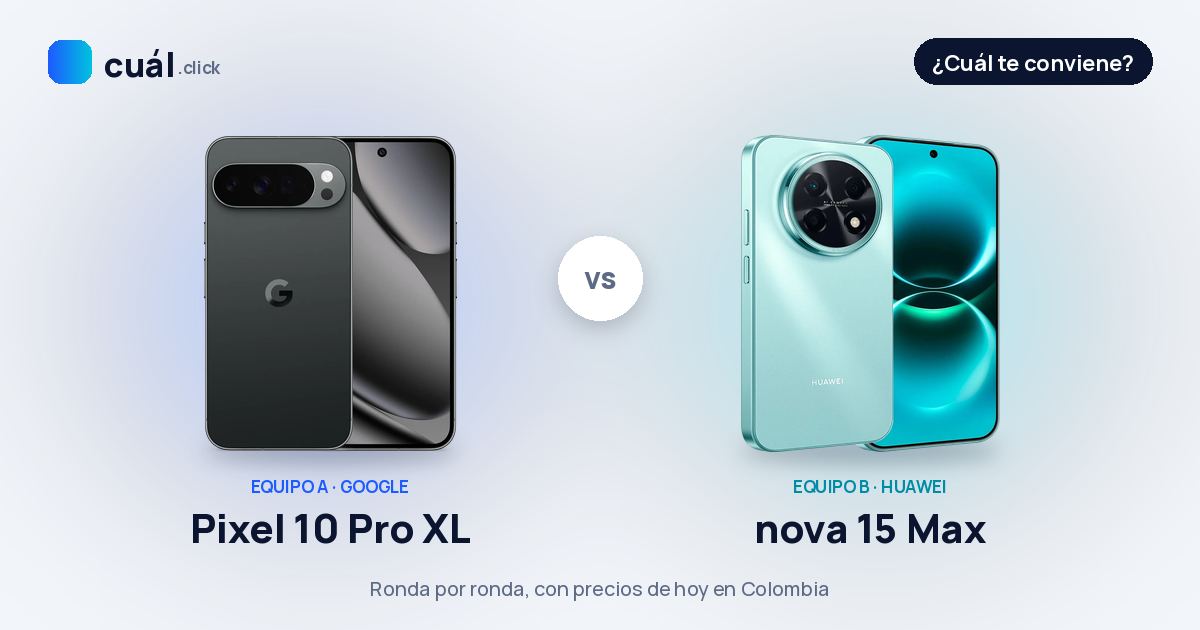 cuál.click
¿Cuál te conviene?
vs
HUAWEI
EQUIPO A · GOOGLE
Pixel 10 Pro XL
EQUIPO B · HUAWEI
nova 15 Max
Ronda por ronda, con precios de hoy en Colombia